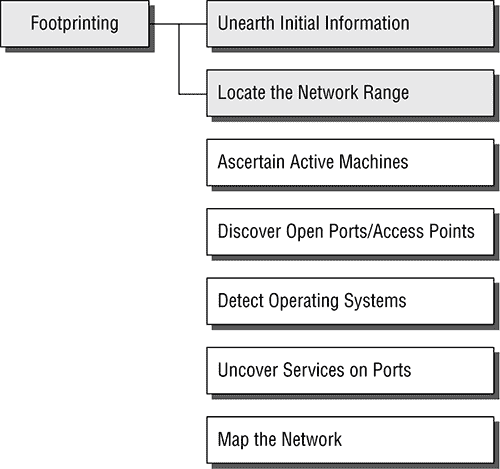 Footprinting
Unearth Initial Information
Locate the Network Range
Ascertain Active Machines
Discover Open Ports/Access Points
Detect Operating Systems
Uncover Services on Ports
Map the Network